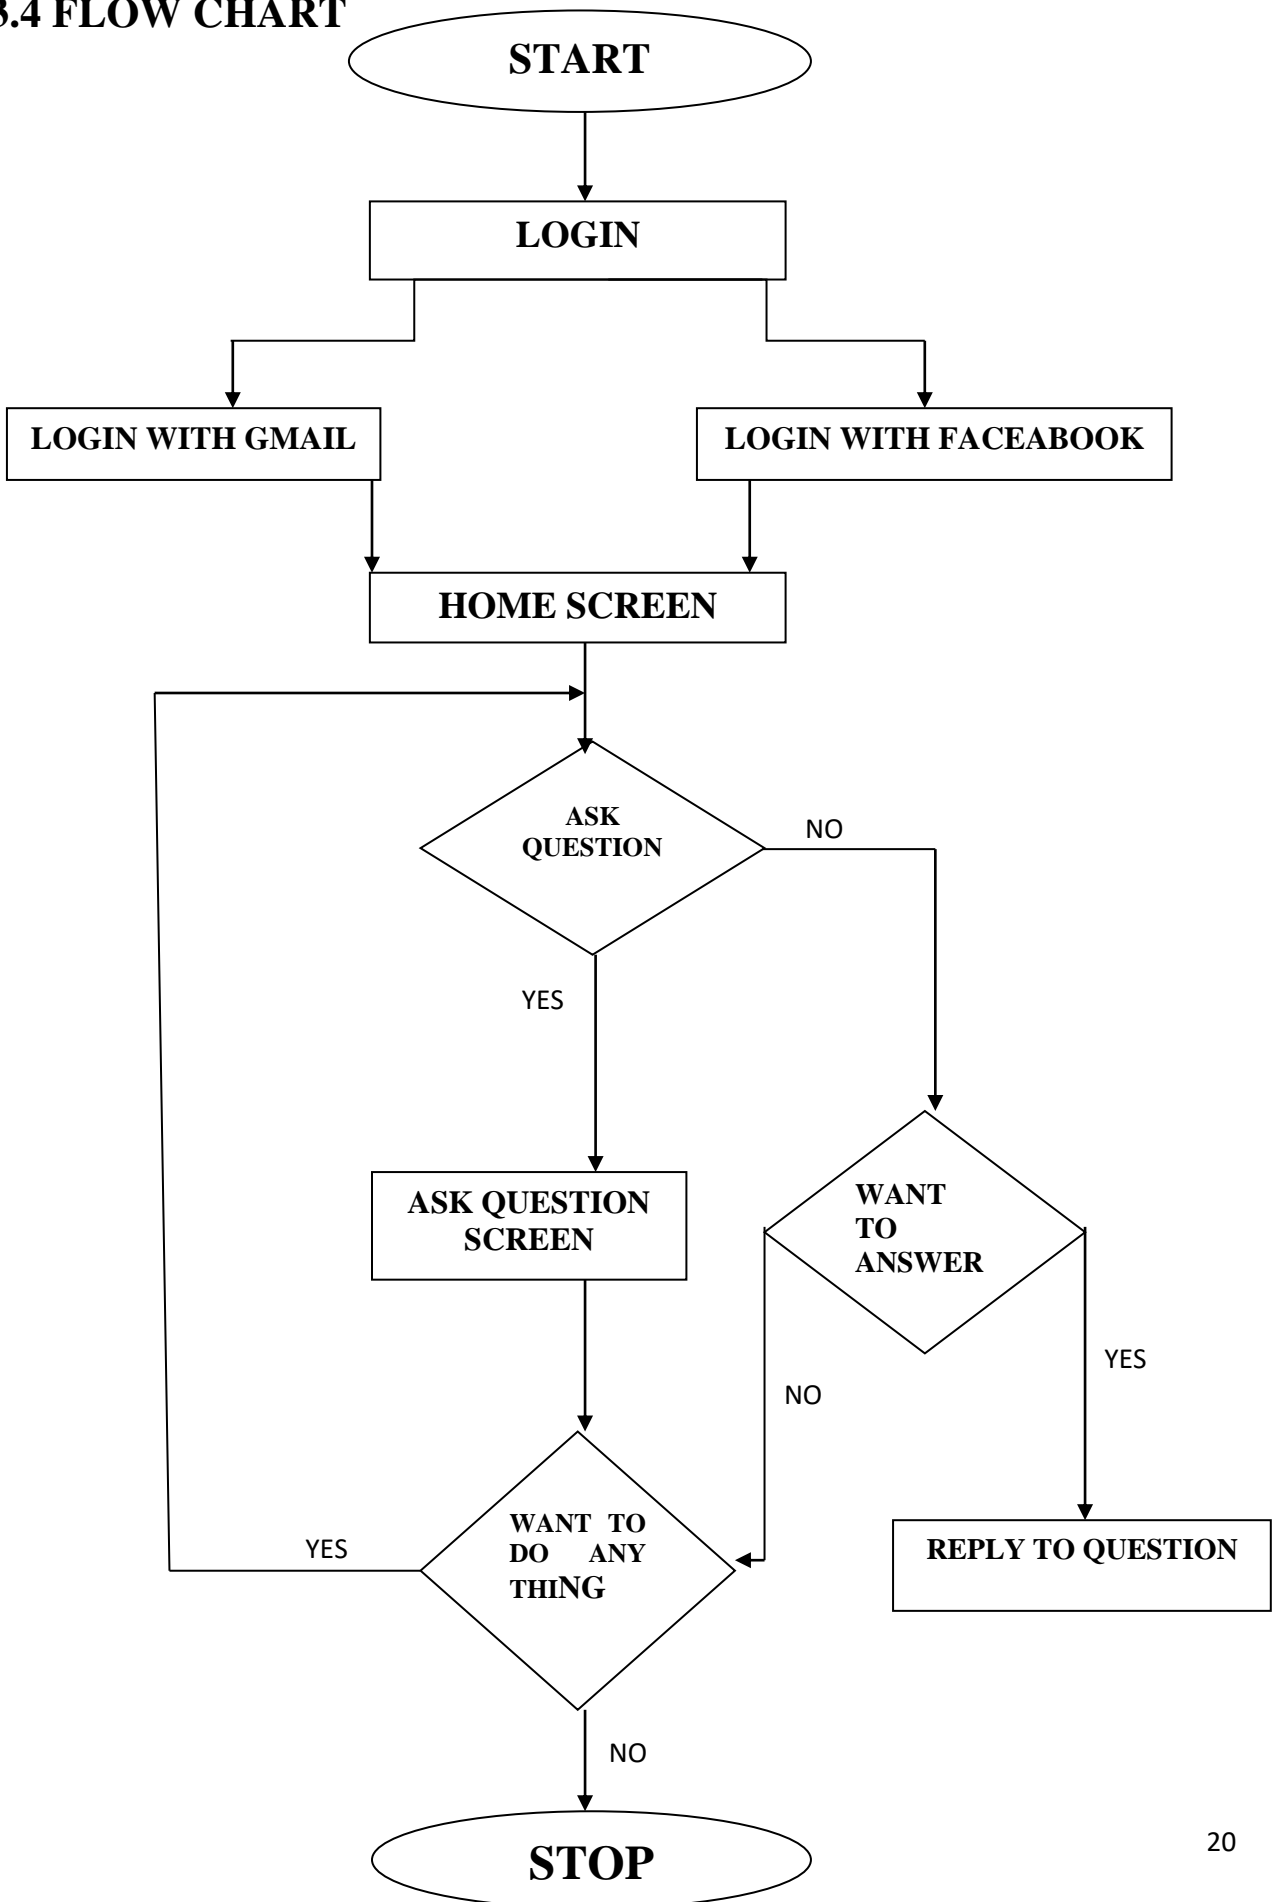 3.4 FLOW CHART
START
LOGIN
LOGIN WITH GMAIL
LOGIN WITH FACEABOOK
HOME SCREEN
ASK
QUESTION
NO
YES
ASK QUESTION
SCREEN
WANT
TO
ANSWER
YES
NO
WANT TO
DO ANY
THING
YES
REPLY TO QUESTION
NO
STOP
20